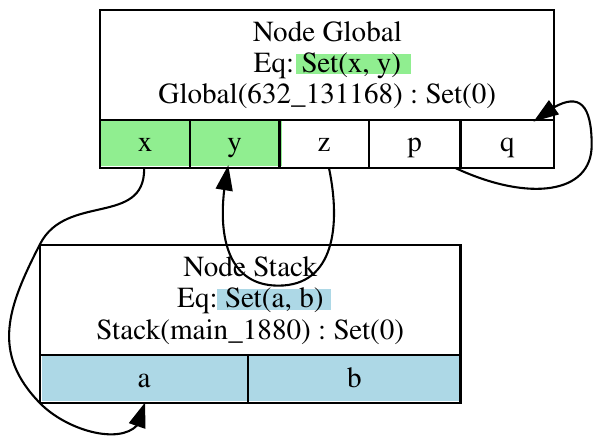 Node Global
Eq: Set(x, y)
Global(632_131168) : Set(0)
x y z p q
Node Stack
Eq: Set(a, b)
Stack(main_1880) : Set(0)
a b